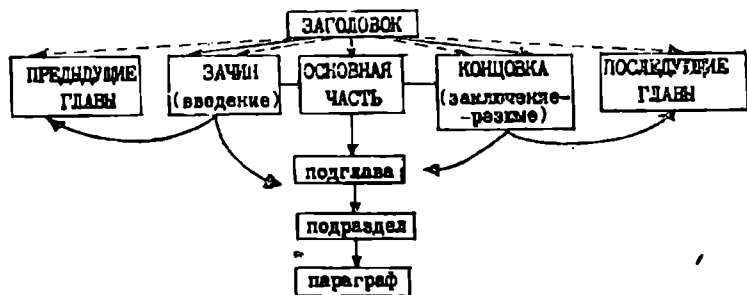 ЗАГОЛОВОК
ПРЕДЫДУЩИЕ ГЛАВЫ
ЗАЧИН (введение)
ОСНОВНАЯ ЧАСТЬ
КОНЦОВКА (заключение-
-резюме)
ПОСЛЕДУЮЩИЕ ГЛАВЫ
подглава
подраздел
параграф